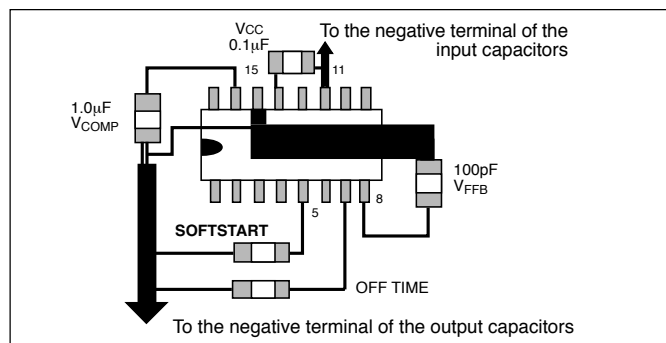 To the negative terminal of the
input capacitors
VCC
0.1μF
15
11
1.0μF
VCOMP
100pF
VFFB
5
8
SOFTSTART
OFF TIME
To the negative terminal of the output capacitors